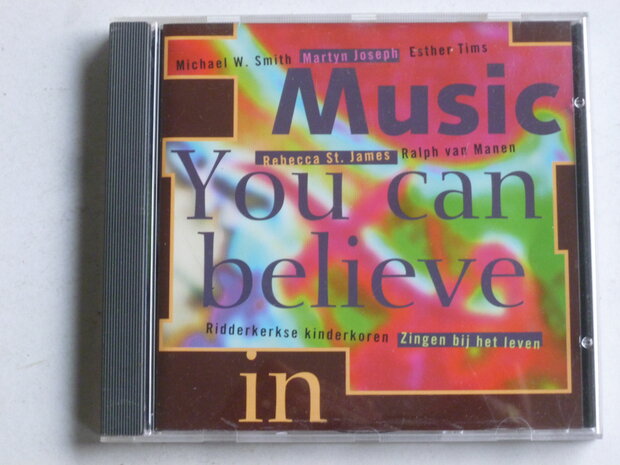 Michael W. Smith Martyn Joseph Esther Tims
Music
Rebecca St. James Ralph van Manen
You can
believe
Ridderkerkse kinderkoren Zingen bij het leven
in